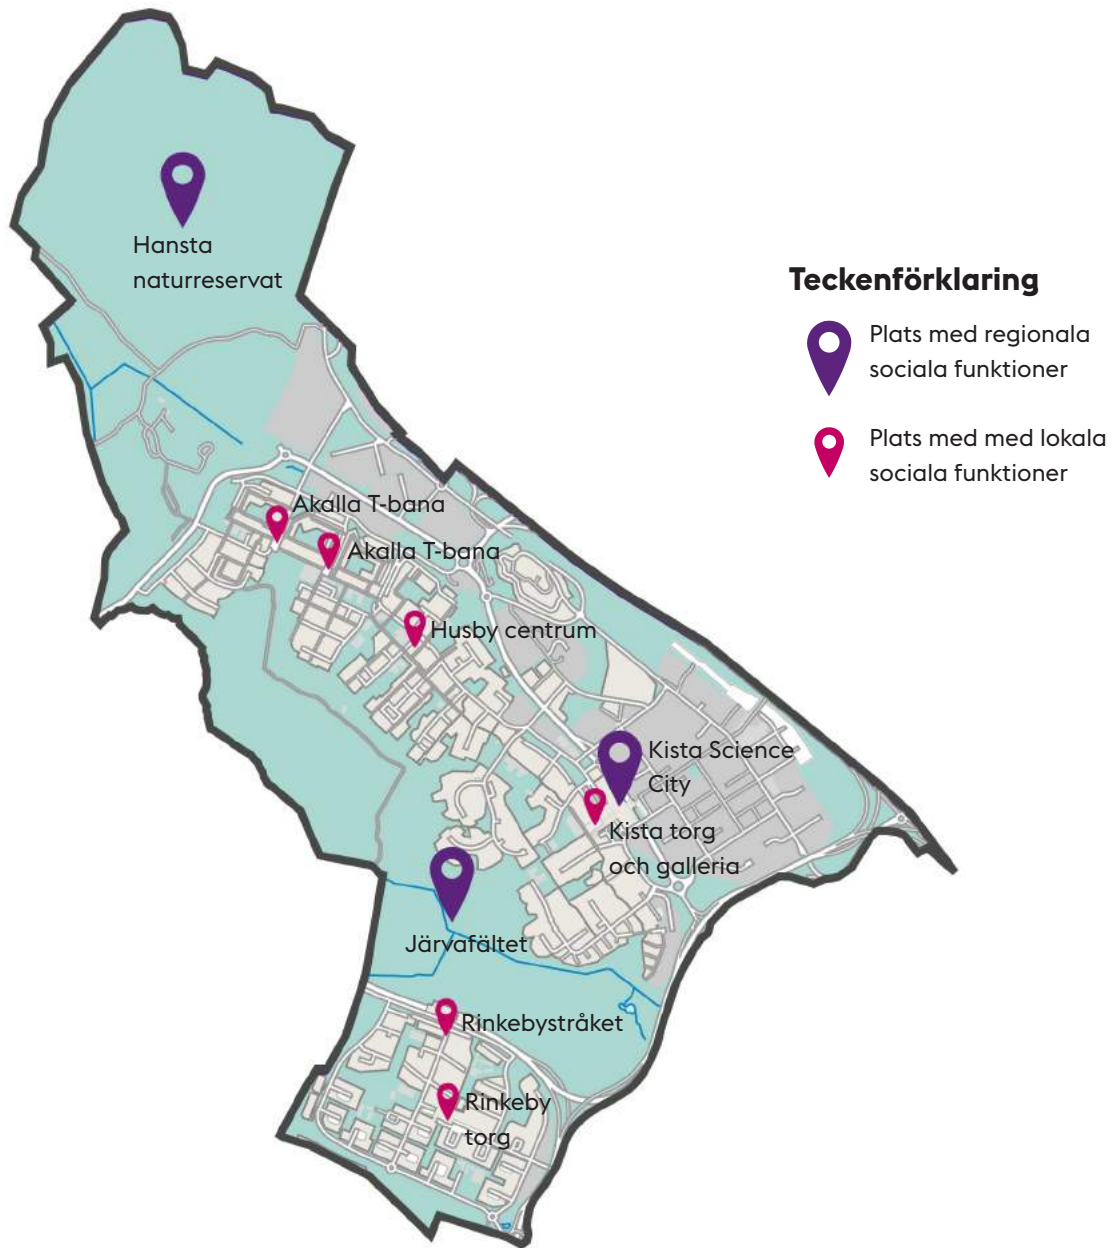 Hansta
naturreservat
Teckenförklaring
Plats med regionala
sociala funktioner
Plats med med lokala
sociala funktioner
Akalla T-bana
Akalla T-bana
Husby centrum
Kista Science
City
Kista torg
och galleria
Järvafältet
Rinkebystråket
Rinkeby
torg